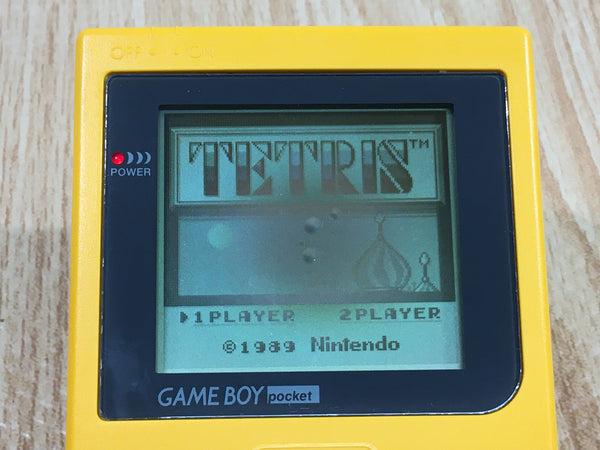 OFF ON
TETRIS™
POWER
▶1PLAYER 2PLAYER
©1989 Nintendo
GAME BOY pocket